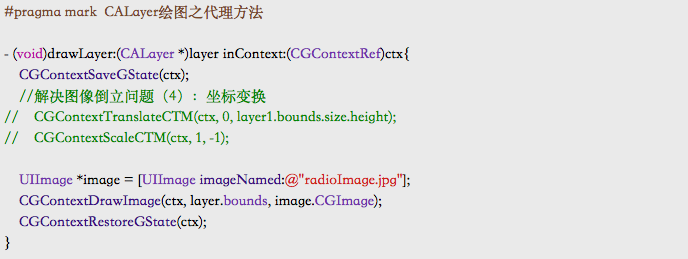 #pragma mark  CALayer绘图之代理方法
- (void)drawLayer:(CALayer *)layer inContext:(CGContextRef)ctx{
CGContextSaveGState(ctx);
//解决图像倒立问题（4）：坐标变换
//    CGContextTranslateCTM(ctx, 0, layer1.bounds.size.height);
//    CGContextScaleCTM(ctx, 1, -1);
UIImage *image = [UIImage imageNamed:@"radioImage.jpg"];
CGContextDrawImage(ctx, layer.bounds, image.CGImage);
CGContextRestoreGState(ctx);
}